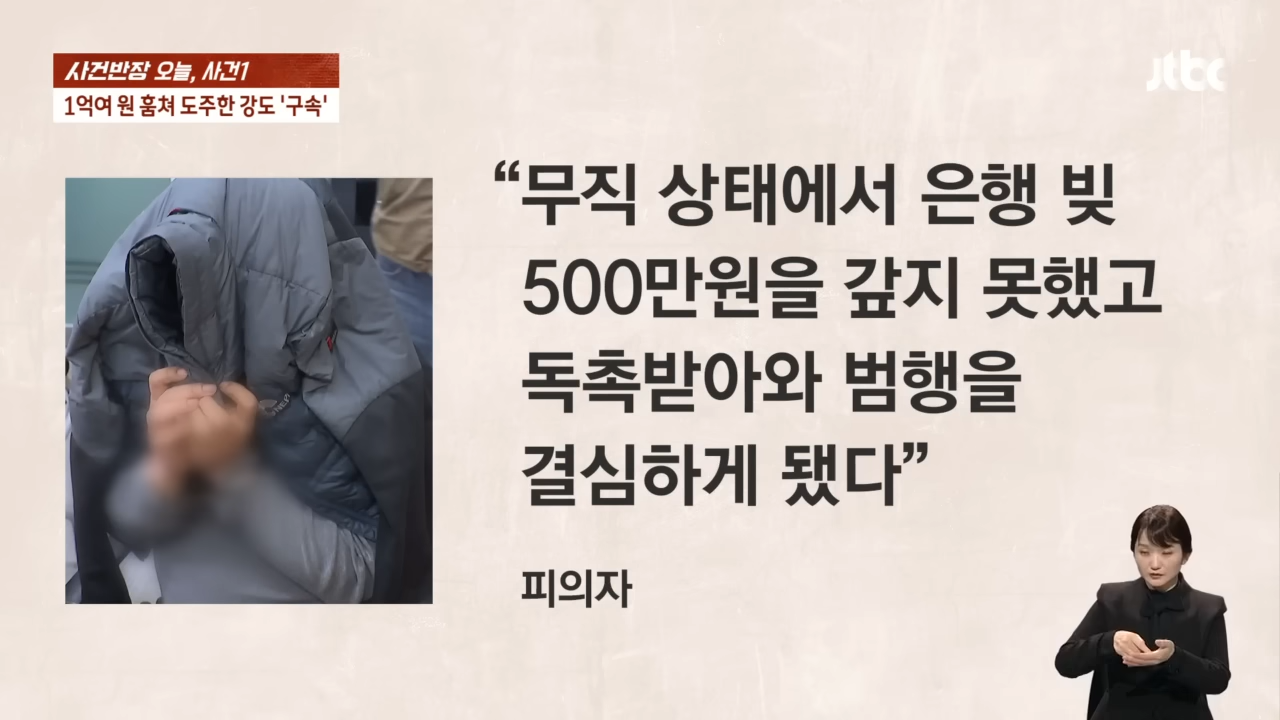 사건반장 오늘, 사건1
1억여 원 훔쳐 도주한 강도 '구속'
jtbc
“무직 상태에서 은행 빚
500만원을 갚지 못했고
독촉받아와 범행을
결심하게 됐다”
피의자